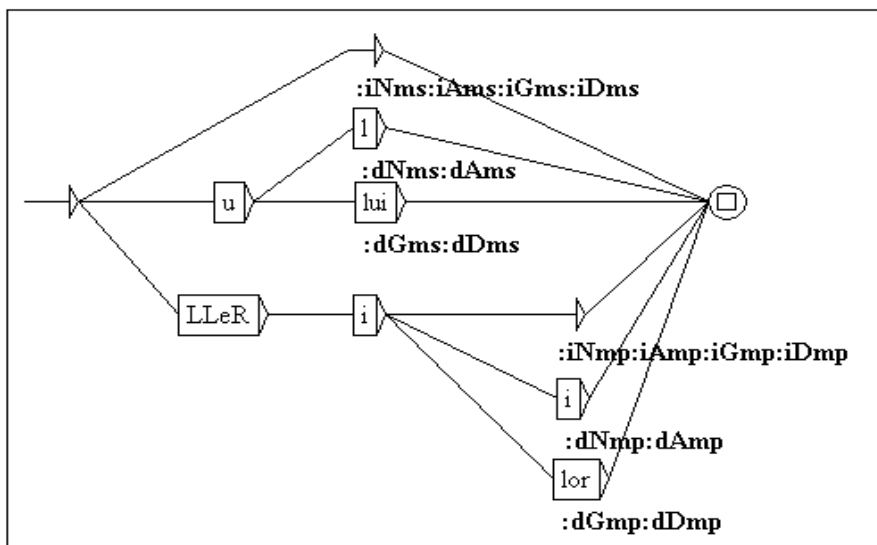 :iNms:iAms:iGms:iDms
l
:dNms:dAms
u lui
:dGms:dDms
LLeR i
:iNmp:iAmp:iGmp:iDmp
i
:dNmp:dAmp
lor
:dGmp:dDmp